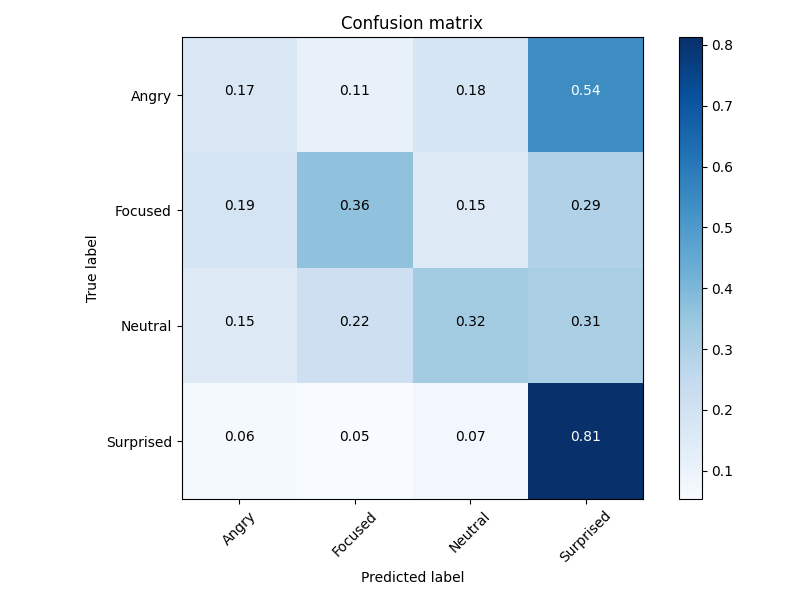 Confusion matrix
Angry 0.17 0.11 0.18 0.54
Focused 0.19 0.36 0.15 0.29
Neutral 0.15 0.22 0.32 0.31
Surprised 0.06 0.05 0.07 0.81
True label
Angry Focused Neutral Surprised
Predicted label
0.8
0.7
0.6
0.5
0.4
0.3
0.2
0.1